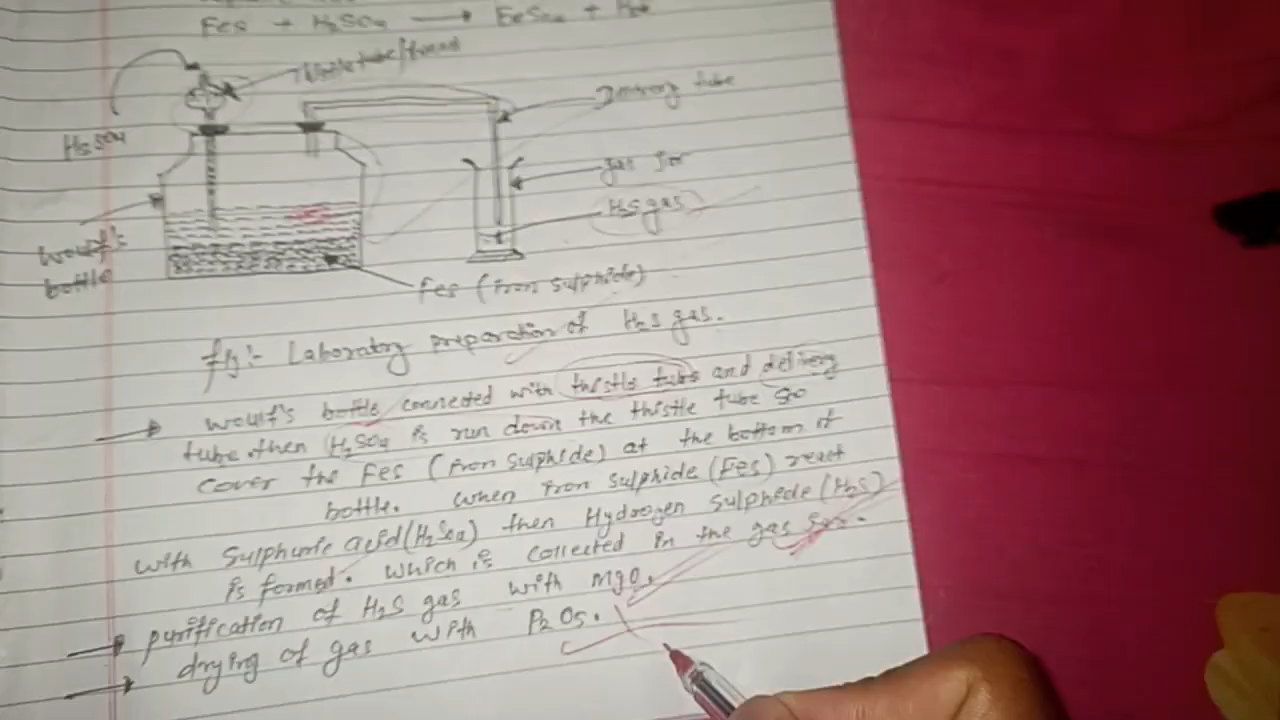 FeS + H2SO4 → FeSO4 + H2S
Thistle tube/funnel
Delivery tube
H2SO4
gas Jar
H2S gas
woulf's
bottle
Fes (iron sulphide)
fig:- Laboratory preparation of H2S gas.
→ woulf's bottle connected with thistle tube and delivery
tube. then H2SO4 is run down the thistle tube so
cover the Fes (iron sulphide) at the bottom of
bottle. When iron sulphide (Fes) react
with Sulphuric acid (H2SO4) then Hydrogen sulphede (H2S)
is formed. Which is collected in the gas Jar.
→ purification of H2S gas with MgO.
→ drying of gas with P2O5.